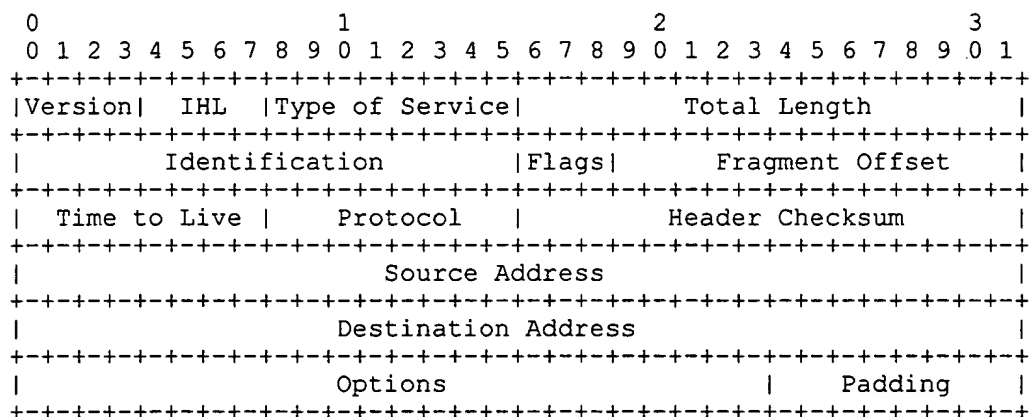 0                   1                   2                   3
0 1 2 3 4 5 6 7 8 9 0 1 2 3 4 5 6 7 8 9 0 1 2 3 4 5 6 7 8 9 0 1
+-+-+-+-+-+-+-+-+-+-+-+-+-+-+-+-+-+-+-+-+-+-+-+-+-+-+-+-+-+-+-+-+
|Version|  IHL  |Type of Service|          Total Length         |
+-+-+-+-+-+-+-+-+-+-+-+-+-+-+-+-+-+-+-+-+-+-+-+-+-+-+-+-+-+-+-+-+
|         Identification        |Flags|      Fragment Offset    |
+-+-+-+-+-+-+-+-+-+-+-+-+-+-+-+-+-+-+-+-+-+-+-+-+-+-+-+-+-+-+-+-+
|  Time to Live |    Protocol   |         Header Checksum       |
+-+-+-+-+-+-+-+-+-+-+-+-+-+-+-+-+-+-+-+-+-+-+-+-+-+-+-+-+-+-+-+-+
|                       Source Address                          |
+-+-+-+-+-+-+-+-+-+-+-+-+-+-+-+-+-+-+-+-+-+-+-+-+-+-+-+-+-+-+-+-+
|                    Destination Address                        |
+-+-+-+-+-+-+-+-+-+-+-+-+-+-+-+-+-+-+-+-+-+-+-+-+-+-+-+-+-+-+-+-+
|                    Options                    |    Padding    |
+-+-+-+-+-+-+-+-+-+-+-+-+-+-+-+-+-+-+-+-+-+-+-+-+-+-+-+-+-+-+-+-+